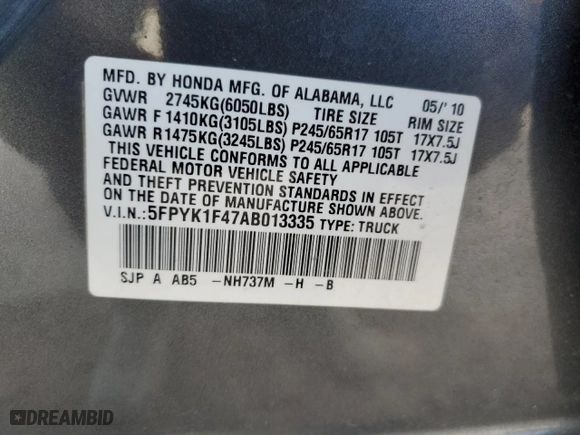 MFD. BY HONDA MFG. OF ALABAMA, LLC 05/'10
GVWR 2745KG(6050LBS) TIRE SIZE RIM SIZE
GAWR F 1410KG(3105LBS) P245/65R17 105T 17X7.5J
GAWR R1475KG(3245LBS) P245/65R17 105T 17X7.5J
THIS VEHICLE CONFORMS TO ALL APPLICABLE
FEDERAL MOTOR VEHICLE SAFETY
AND THEFT PREVENTION STANDARDS IN EFFECT
ON THE DATE OF MANUFACTURE SHOWN ABOVE.
V.I.N.: 5FPYK1F47AB013335 TYPE: TRUCK
SJP A AB5 -NH737M -H -B
DREAMBID